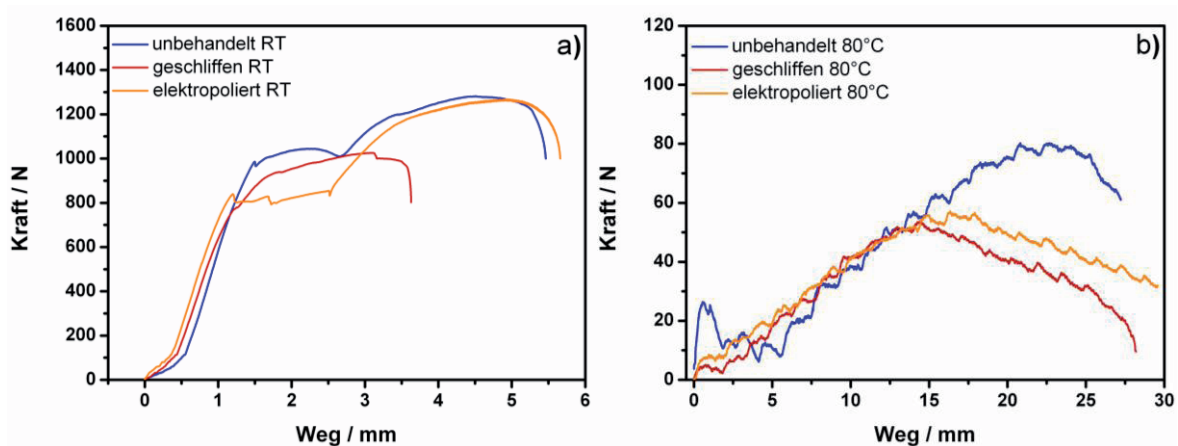 a)
unbehandelt RT
geschliffen RT
elektropoliert RT
Kraft / N
1600
1400
1200
1000
800
600
400
200
0
0 1 2 3 4 5 6
Weg / mm
b)
unbehandelt 80°C
geschliffen 80°C
elektropoliert 80°C
Kraft / N
120
100
80
60
40
20
0
0 5 10 15 20 25 30
Weg / mm